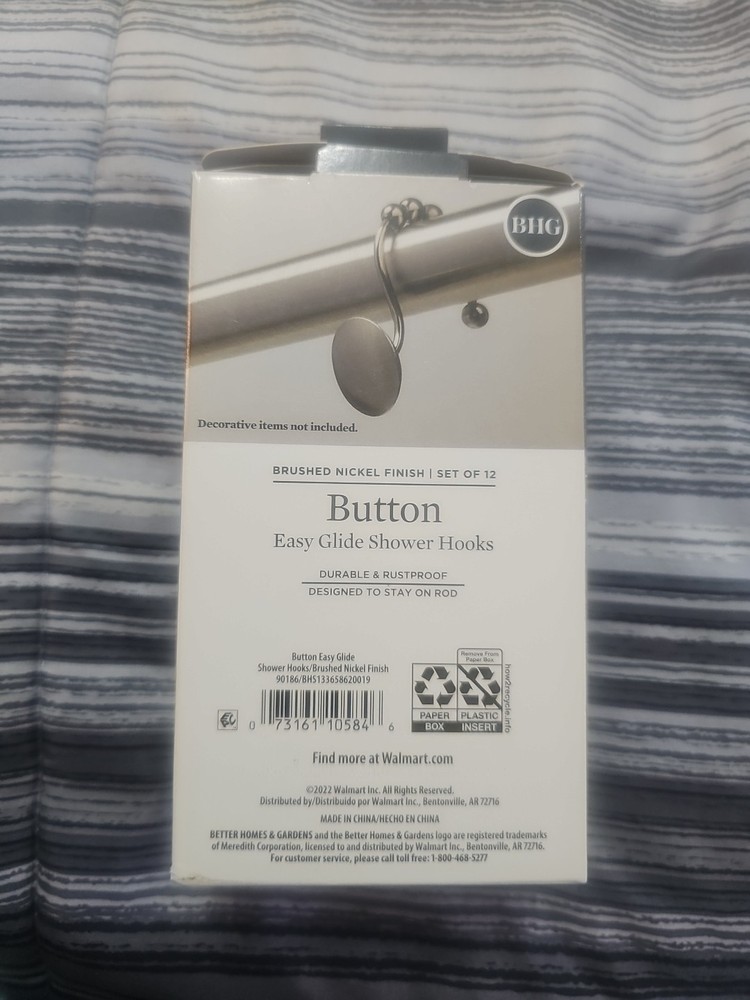 BHG
Decorative items not included.
BRUSHED NICKEL FINISH | SET OF 12
Button
Easy Glide Shower Hooks
DURABLE & RUSTPROOF
DESIGNED TO STAY ON ROD
Button Easy Glide
Shower Hooks/Brushed Nickel Finish
90186/BHS133658620019
0 73161 10584 6
Remove From
Paper Box
PAPER
BOX
PLASTIC
INSERT
how2recycle.info
Find more at Walmart.com
©2022 Walmart Inc. All Rights Reserved.
Distributed by/Distribuido por Walmart Inc., Bentonville, AR 72716
MADE IN CHINA/HECHO EN CHINA
BETTER HOMES & GARDENS and the Better Homes & Gardens logo are registered trademarks
of Meredith Corporation, licensed to and distributed by Walmart Inc., Bentonville, AR 72716.
For customer service, please call toll free: 1-800-468-5277